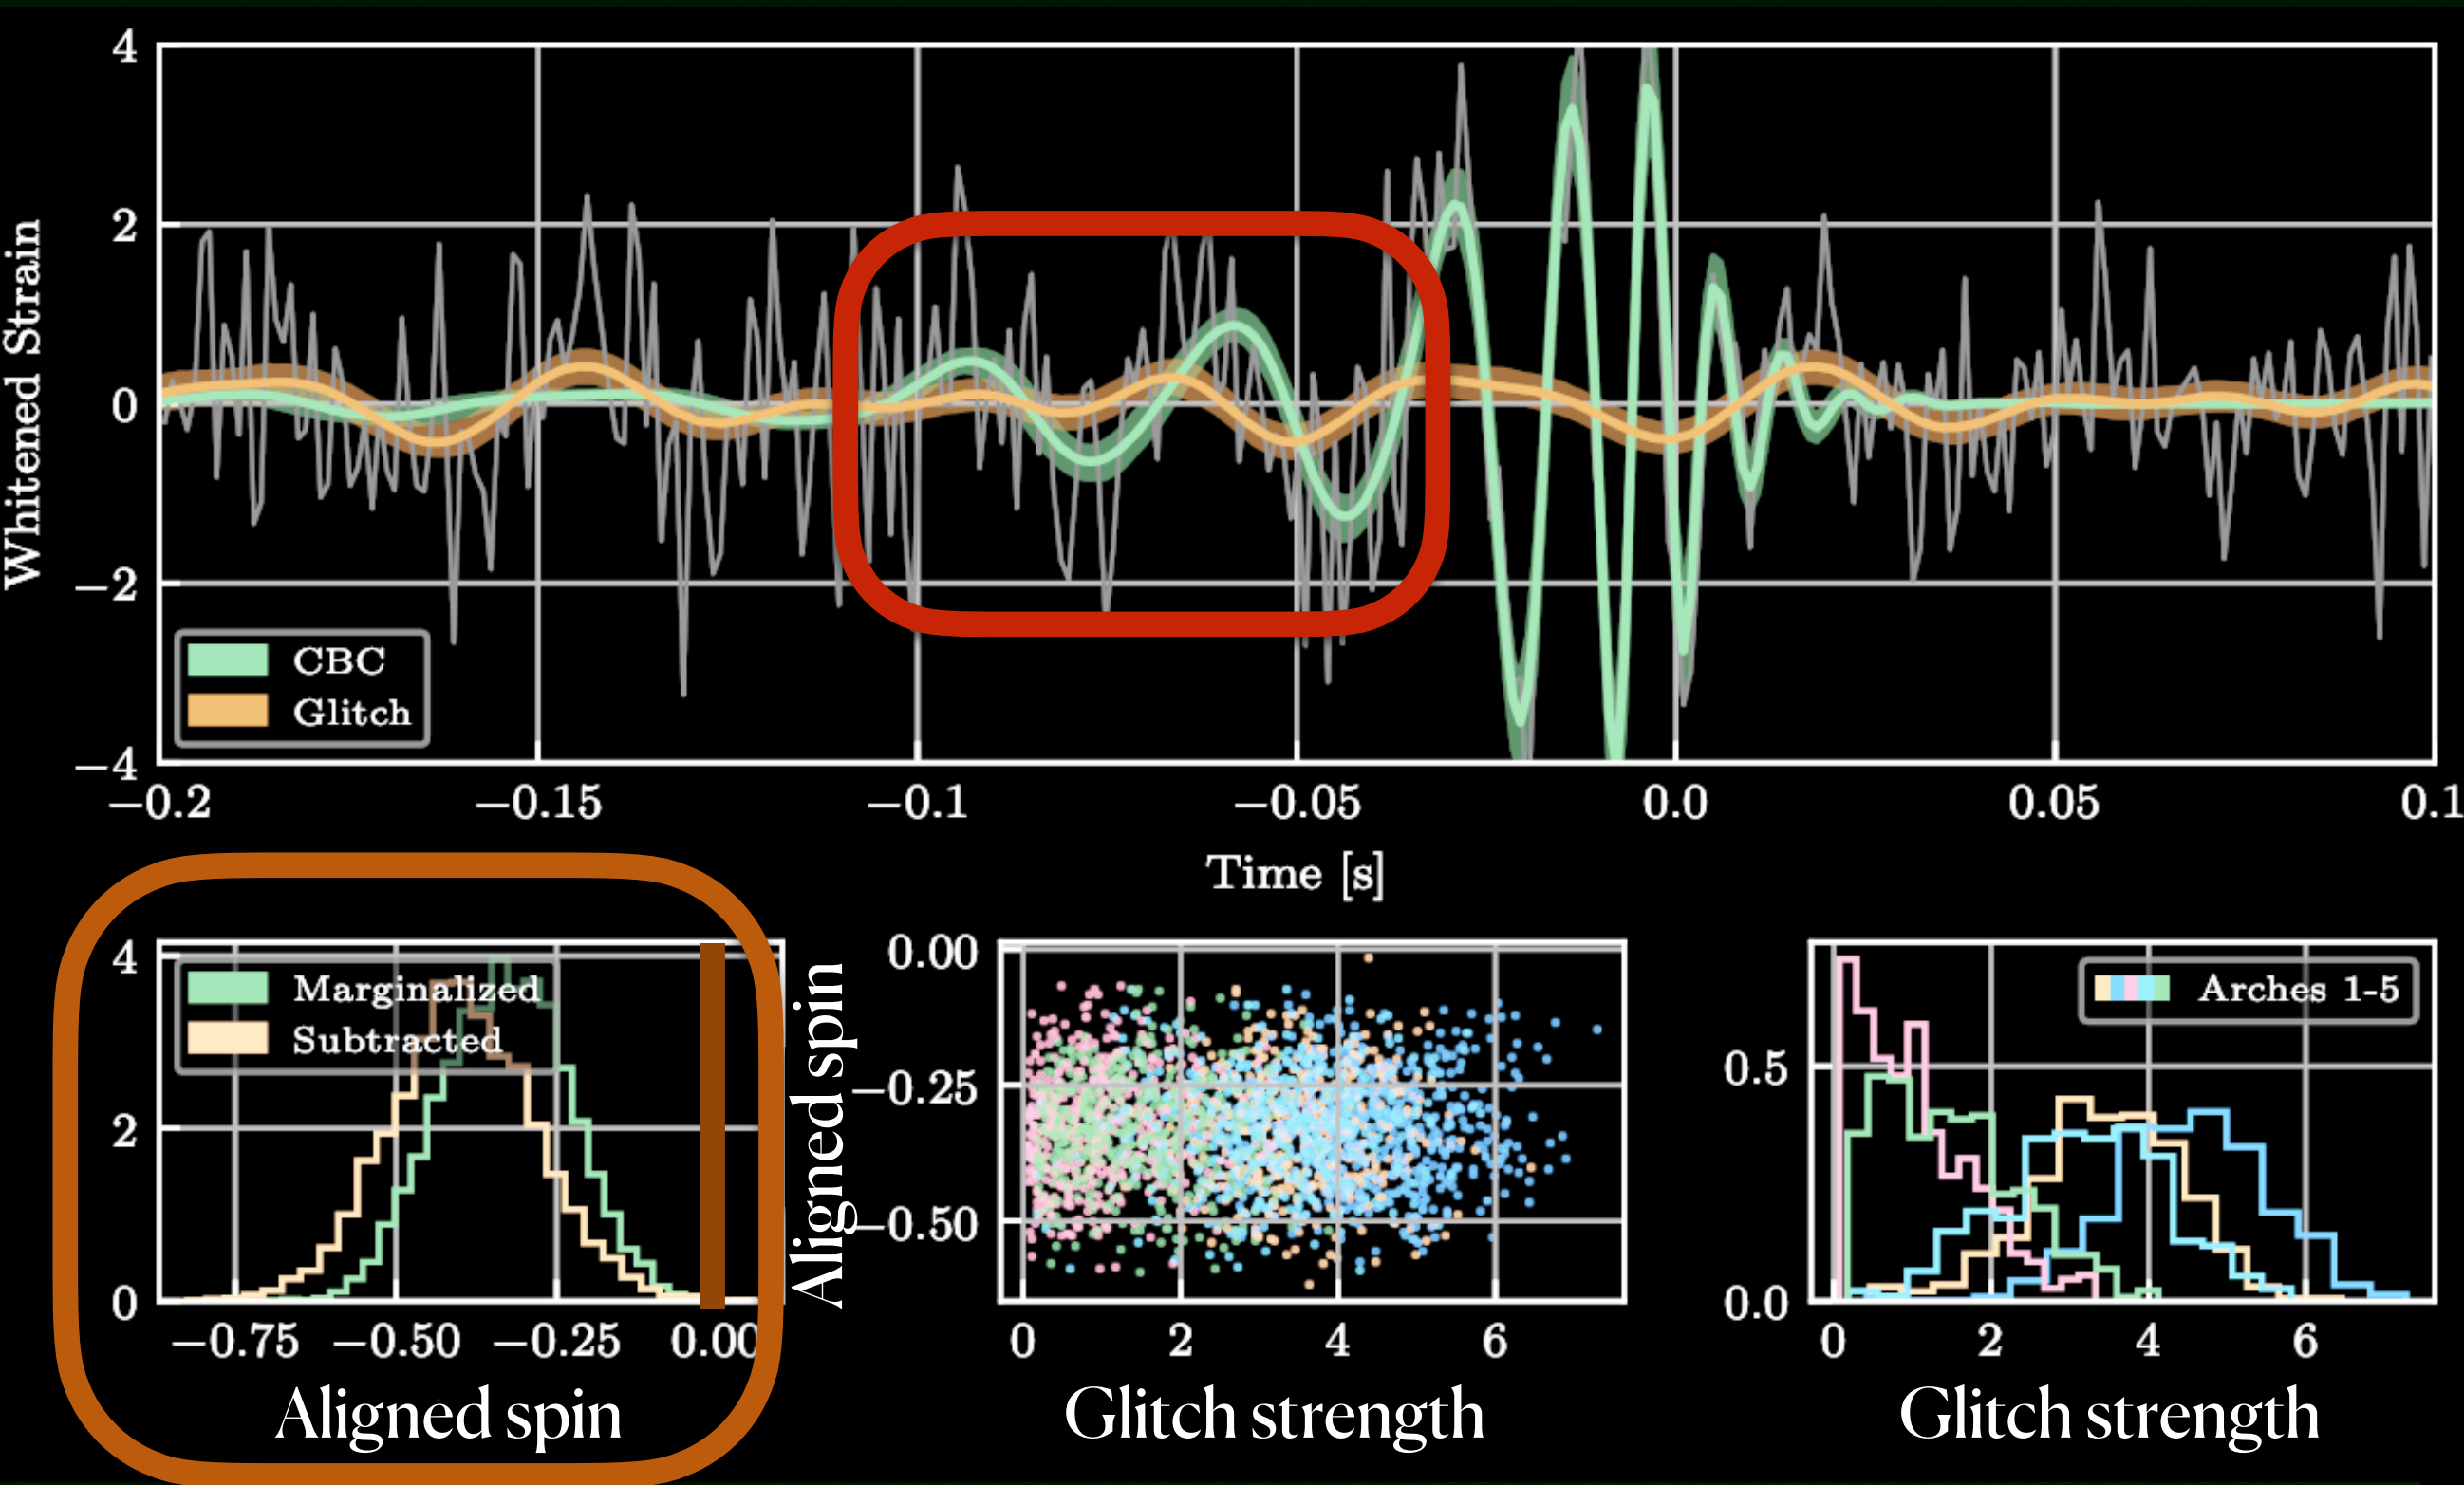 4
2
0
−2
−4
Whitened Strain
CBC
Glitch
−0.2
−0.15
−0.1
−0.05
0.0
0.05
0.1
Time [s]
4
2
0
Marginalized
Subtracted
−0.75
−0.50
−0.25
0.00
Aligned spin
Aligned spin
0.00
−0.25
−0.50
0
2
4
6
Glitch strength
0.5
0.0
Arches 1-5
0
2
4
6
Glitch strength